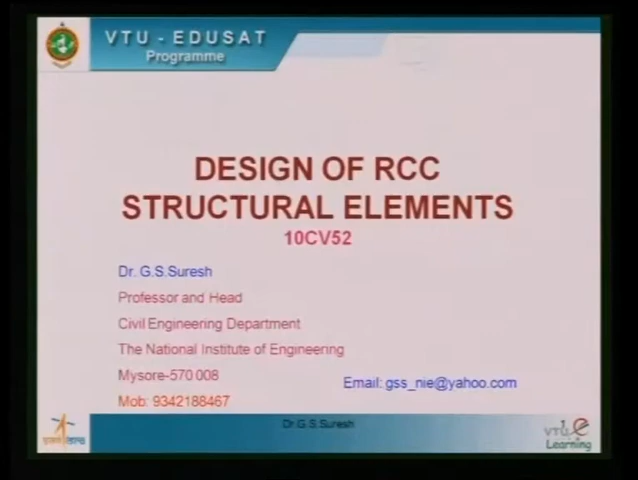 VTU - EDUSAT
Programme
DESIGN OF RCC
STRUCTURAL ELEMENTS
10CV52
Dr. G.S.Suresh
Professor and Head
Civil Engineering Department
The National Institute of Engineering
Mysore-570 008
Email: gss_nie@yahoo.com
Mob: 9342188467
Dr.G.S.Suresh
VTU e
Learning